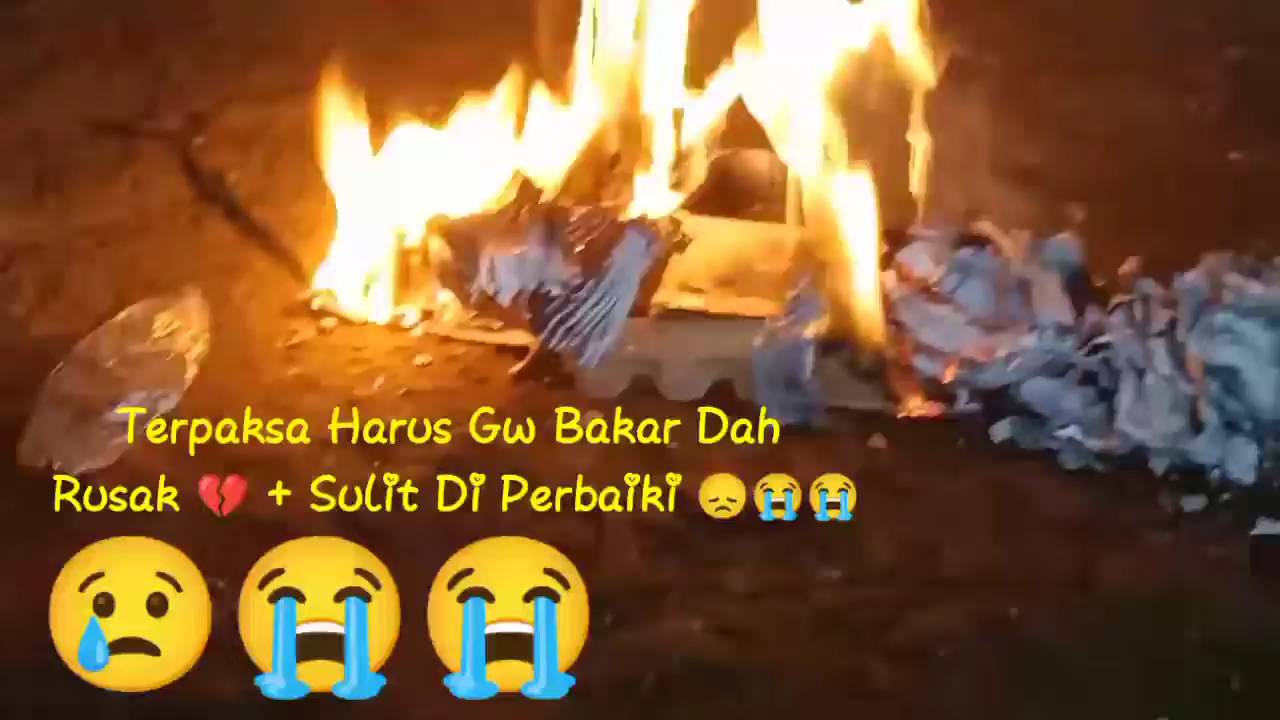 Terpaksa Harus Gw Bakar Dah
Rusak 💔 + Sulit Di Perbaiki 😞😭😭
😢😭😭